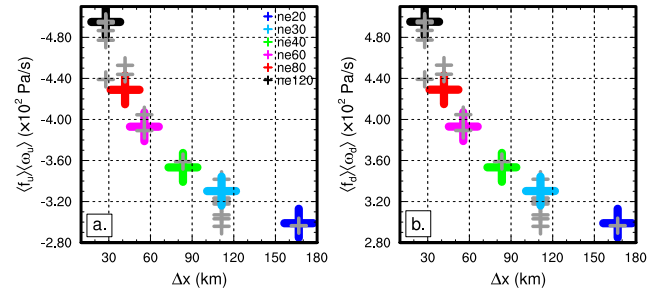 ⟨f_u⟩⟨ω_u⟩ (×10² Pa/s)
-4.80
-4.40
-4.00
-3.60
-3.20
-2.80
30 60 90 120 150 180
Δx (km)
a.
ne20
ne30
ne40
ne60
ne80
ne120
⟨f_d⟩⟨ω_d⟩ (×10² Pa/s)
4.80
4.40
4.00
3.60
3.20
2.80
30 60 90 120 150 180
Δx (km)
b.